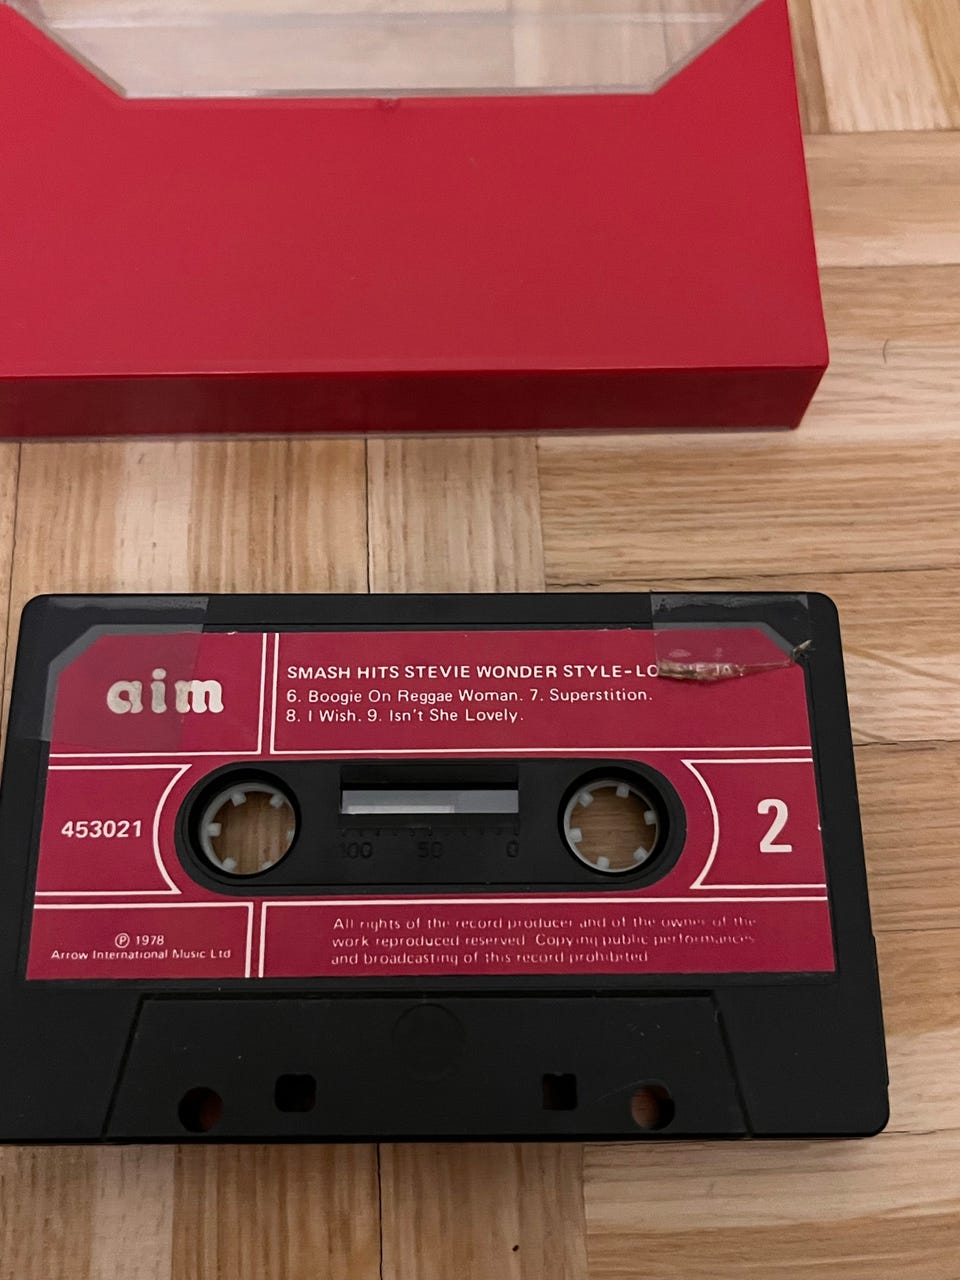 aim
SMASH HITS STEVIE WONDER STYLE-LO
6. Boogie On Reggae Woman. 7. Superstition.
8. I Wish. 9. Isn't She Lovely.
453021
2
100 50 0
℗ 1978
Arrow International Music Ltd
All rights of the record producer and of the owner of the
work reproduced reserved. Copying public performances
and broadcasting of this record prohibited